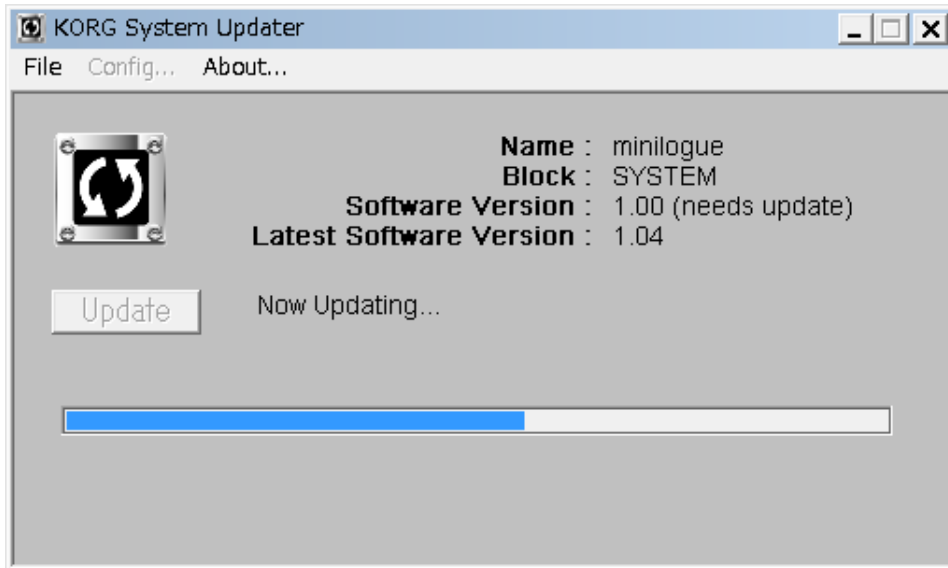 KORG System Updater
File Config... About...
Name : minilogue
Block : SYSTEM
Software Version : 1.00 (needs update)
Latest Software Version : 1.04
Update Now Updating...